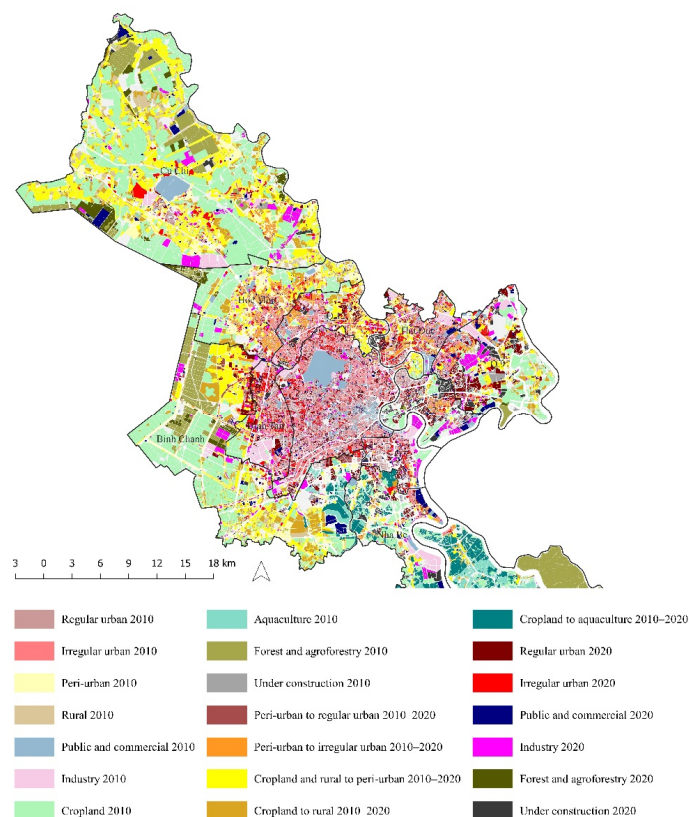 Củ Chi
Hóc Môn
Thủ Đức
Bình Chánh
Nhà Bè
3 0 3 6 9 12 15 18 km
Regular urban 2010
Irregular urban 2010
Peri-urban 2010
Rural 2010
Public and commercial 2010
Industry 2010
Cropland 2010
Aquaculture 2010
Forest and agroforestry 2010
Under construction 2010
Peri-urban to regular urban 2010 2020
Peri-urban to irregular urban 2010–2020
Cropland and rural to peri-urban 2010–2020
Cropland to rural 2010 2020
Cropland to aquaculture 2010–2020
Regular urban 2020
Irregular urban 2020
Public and commercial 2020
Industry 2020
Forest and agroforestry 2020
Under construction 2020